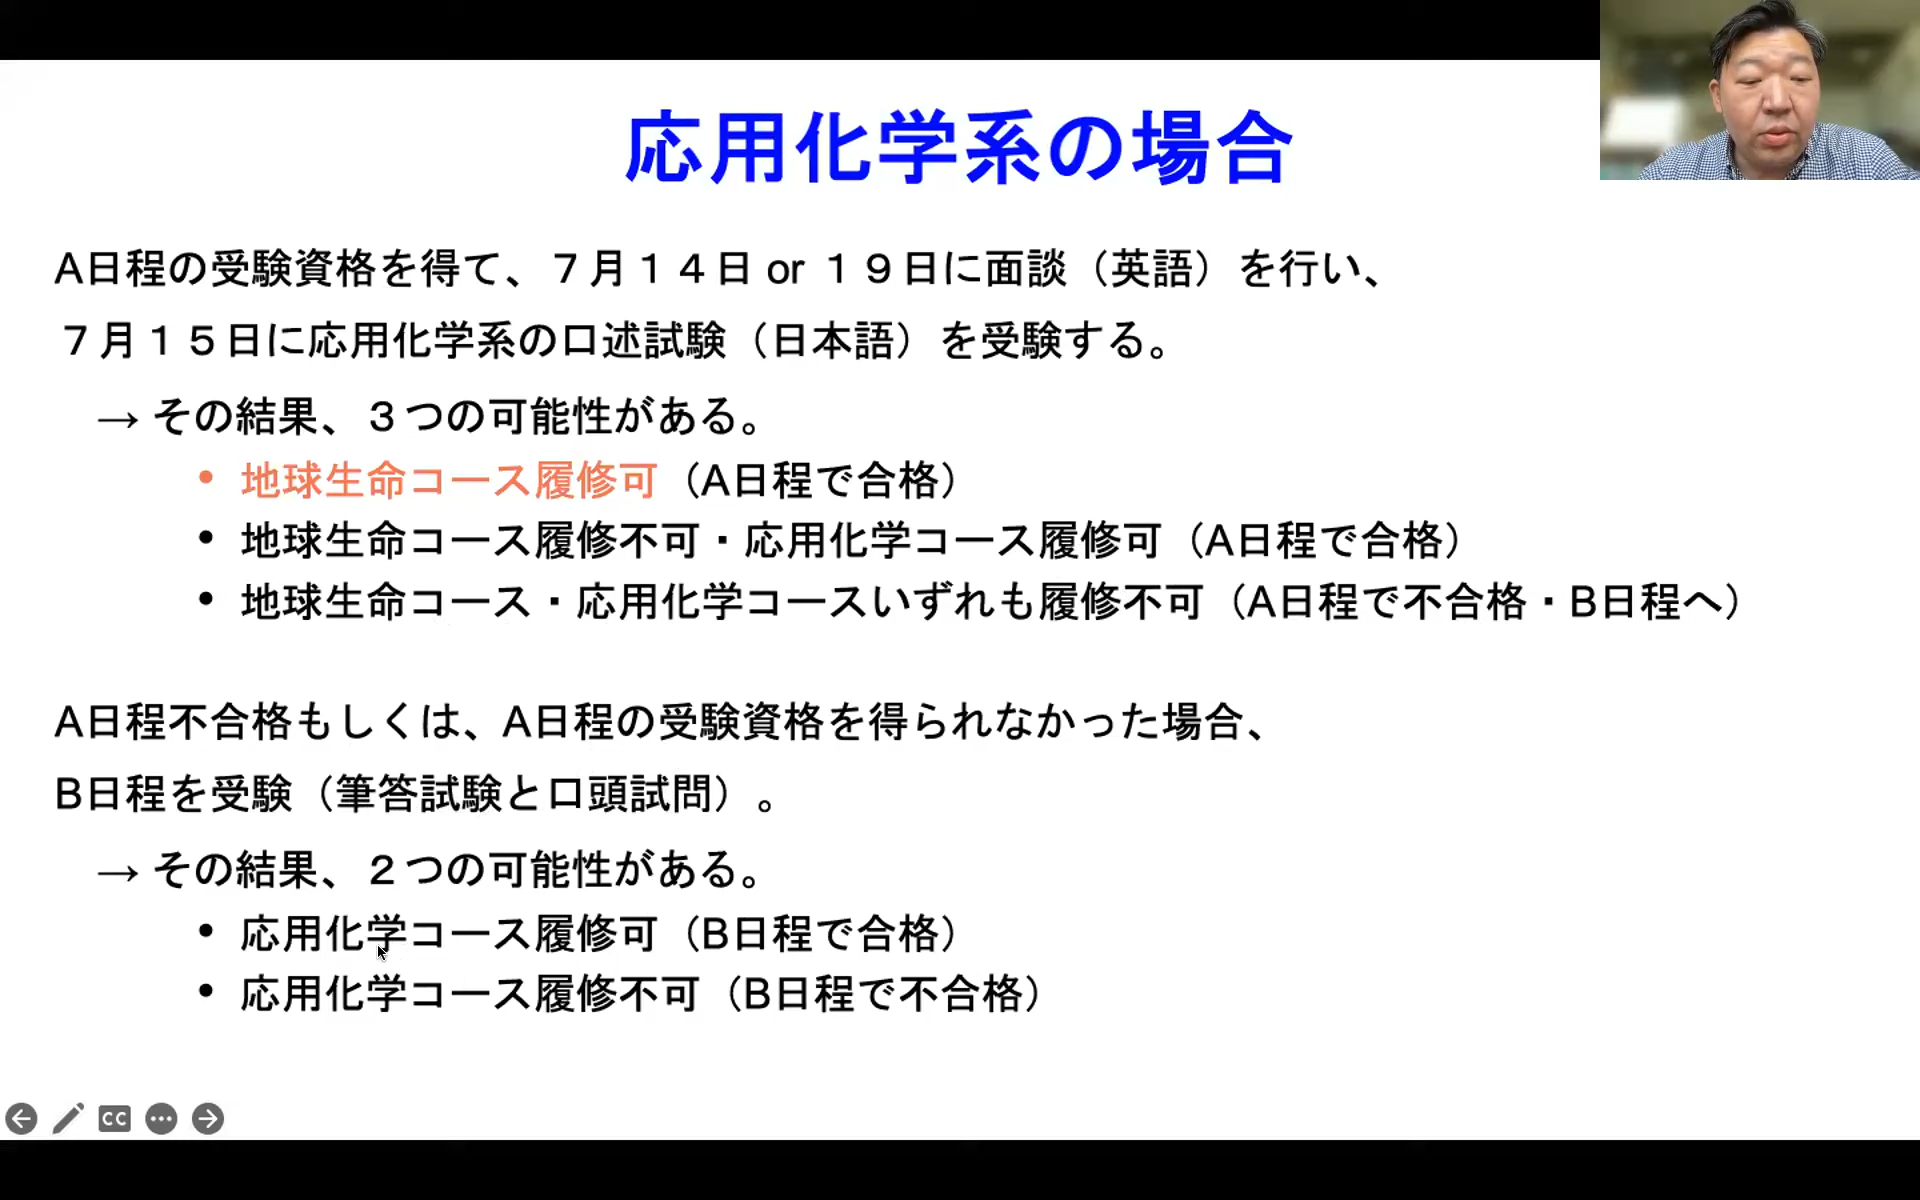 応用化学系の場合
A日程の受験資格を得て、７月１４日 or １９日に面談（英語）を行い、
７月１５日に応用化学系の口述試験（日本語）を受験する。
→ その結果、３つの可能性がある。
• 地球生命コース履修可（A日程で合格）
• 地球生命コース履修不可・応用化学コース履修可（A日程で合格）
• 地球生命コース・応用化学コースいずれも履修不可（A日程で不合格・B日程へ）
A日程不合格もしくは、A日程の受験資格を得られなかった場合、
B日程を受験（筆答試験と口頭試問）。
→ その結果、２つの可能性がある。
• 応用化学コース履修可（B日程で合格）
• 応用化学コース履修不可（B日程で不合格）
CC